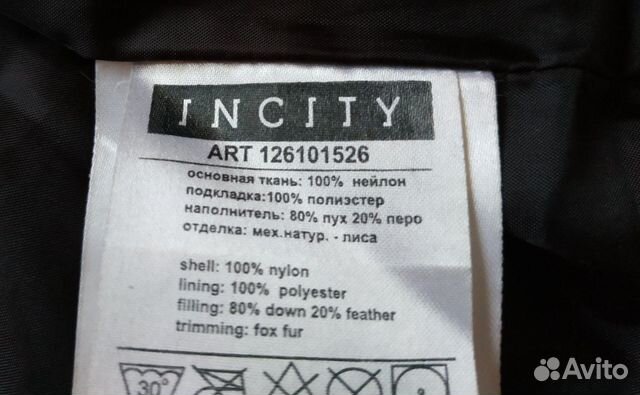 INCITY
ART 126101526
основная ткань: 100% нейлон
подкладка:100% полиэстер
наполнитель: 80% пух 20% перо
отделка: мех.натур. - лиса
shell: 100% nylon
lining: 100% polyester
filling: 80% down 20% feather
trimming: fox fur
30°
Avito